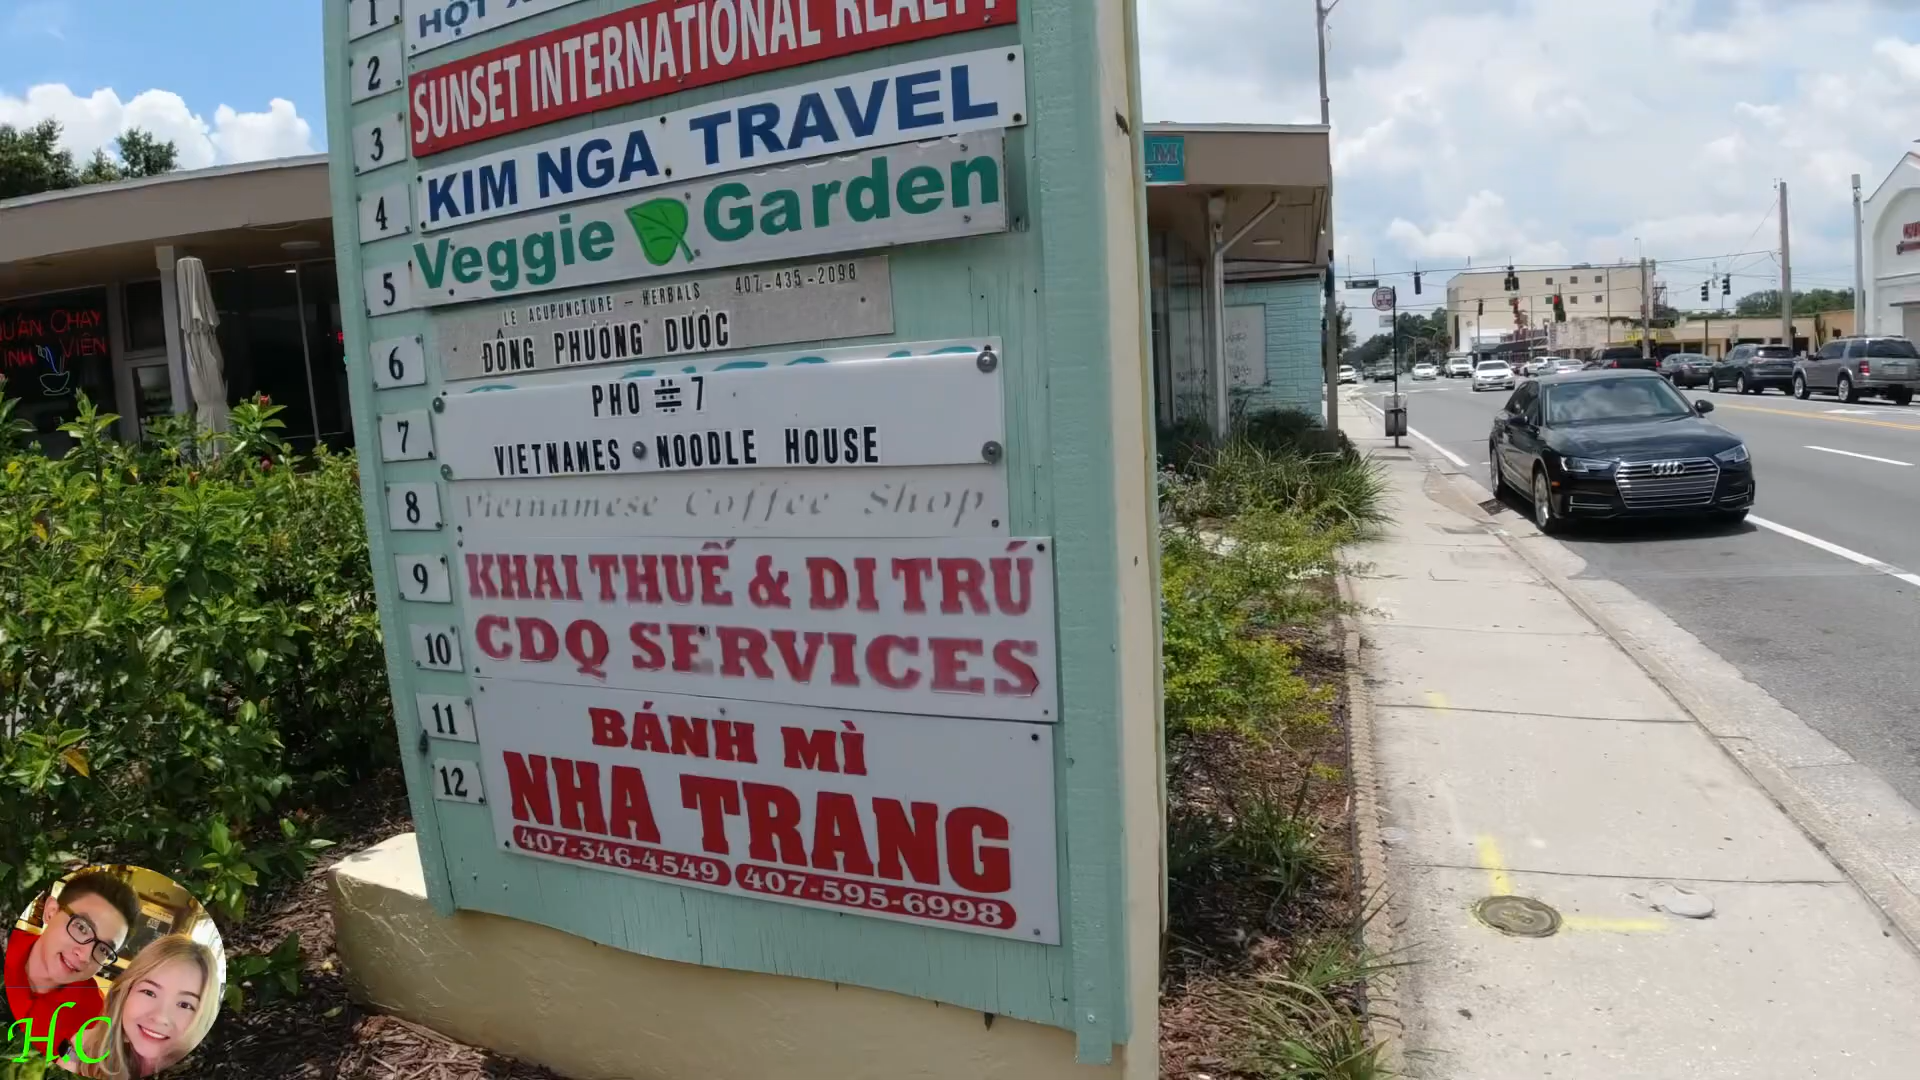 1
HỘT
2
SUNSET INTERNATIONAL REALTY
3
KIM NGA TRAVEL
4
Veggie Garden
5
LE ACUPUNCTURE - HERBALS 407-435-2098
ĐÔNG PHƯƠNG DƯỢC
6
PHO #7
7
VIETNAMES NOODLE HOUSE
8
Vietnamese Coffee Shop
9
KHAI THUẾ & DI TRÚ
10
CDQ SERVICES
11
BÁNH MÌ
12
NHA TRANG
407-346-4549 407-595-6998
QUÁN CHAY
VIÊN
H.C